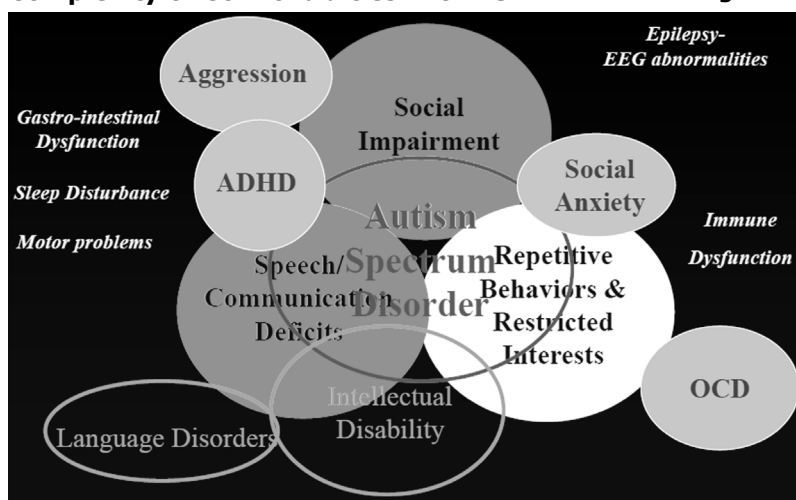 Epilepsy-
EEG abnormalities
Aggression
Social
Impairment
Gastro-intestinal
Dysfunction
ADHD
Social
Anxiety
Sleep Disturbance
Motor problems
Autism
Spectrum
Disorder
Immune
Dysfunction
Speech/
Communication
Deficits
Repetitive
Behaviors &
Restricted
Interests
OCD
Intellectual
Disability
Language Disorders